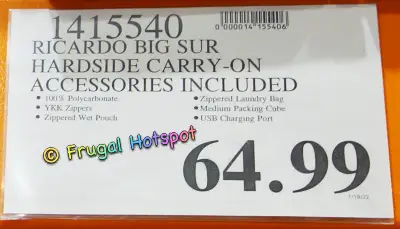 1415540
0000014155406
RICARDO BIG SUR
HARDSIDE CARRY-ON
ACCESSORIES INCLUDED
• 100% Polycarbonate
• YKK Zippers
• Zippered Wet Pouch
• Zippered Laundry Bag
• Medium Packing Cube
• USB Charging Port
© Frugal Hotspot
64.99